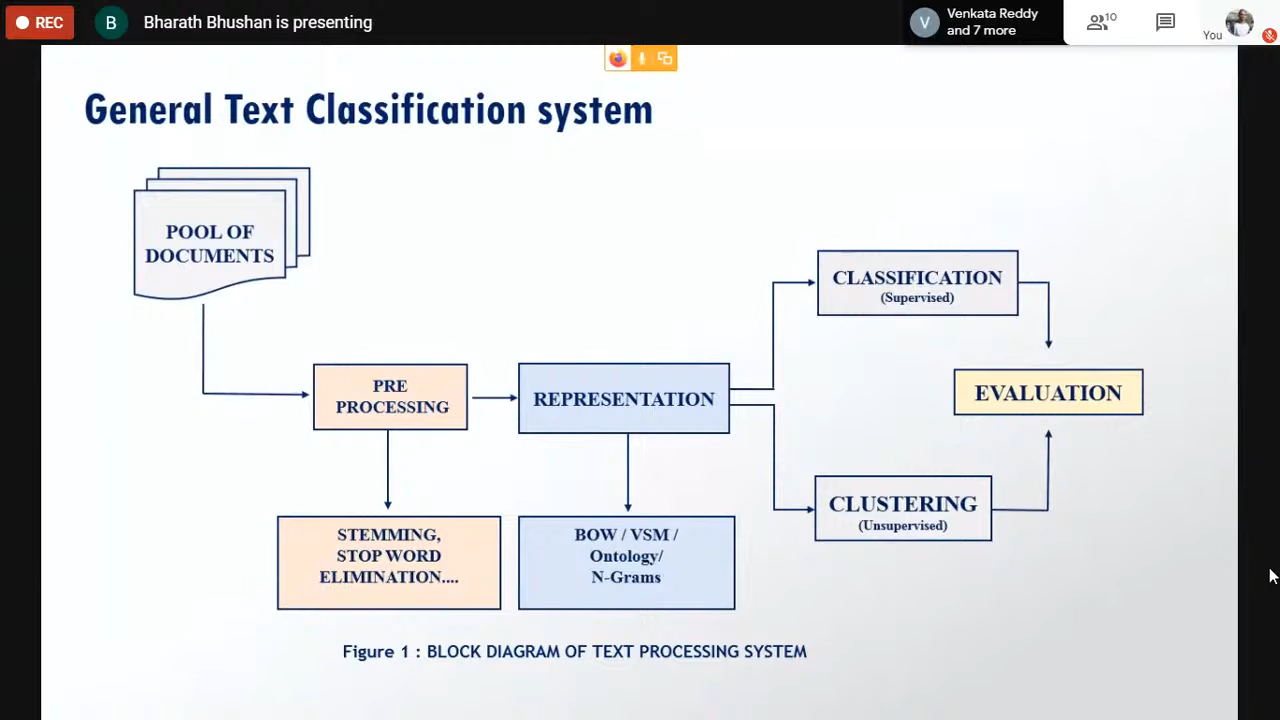 REC
B
Bharath Bhushan is presenting
V
Venkata Reddy
and 7 more
10
You
General Text Classification system
POOL OF
DOCUMENTS
PRE
PROCESSING
REPRESENTATION
CLASSIFICATION
(Supervised)
EVALUATION
CLUSTERING
(Unsupervised)
STEMMING,
STOP WORD
ELIMINATION....
BOW / VSM /
Ontology/
N-Grams
Figure 1 : BLOCK DIAGRAM OF TEXT PROCESSING SYSTEM